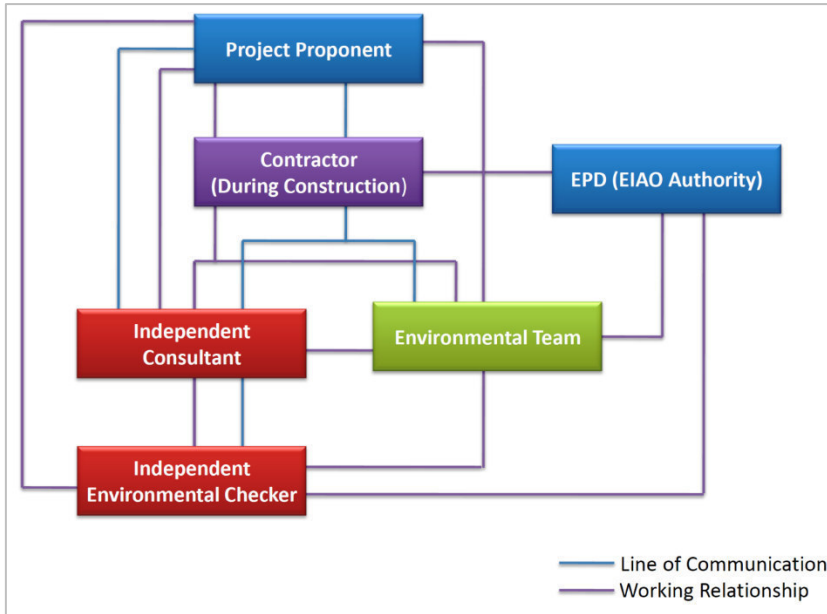 Project Proponent
Contractor
(During Construction)
EPD (EIAO Authority)
Independent
Consultant
Environmental Team
Independent
Environmental Checker
Line of Communication
Working Relationship